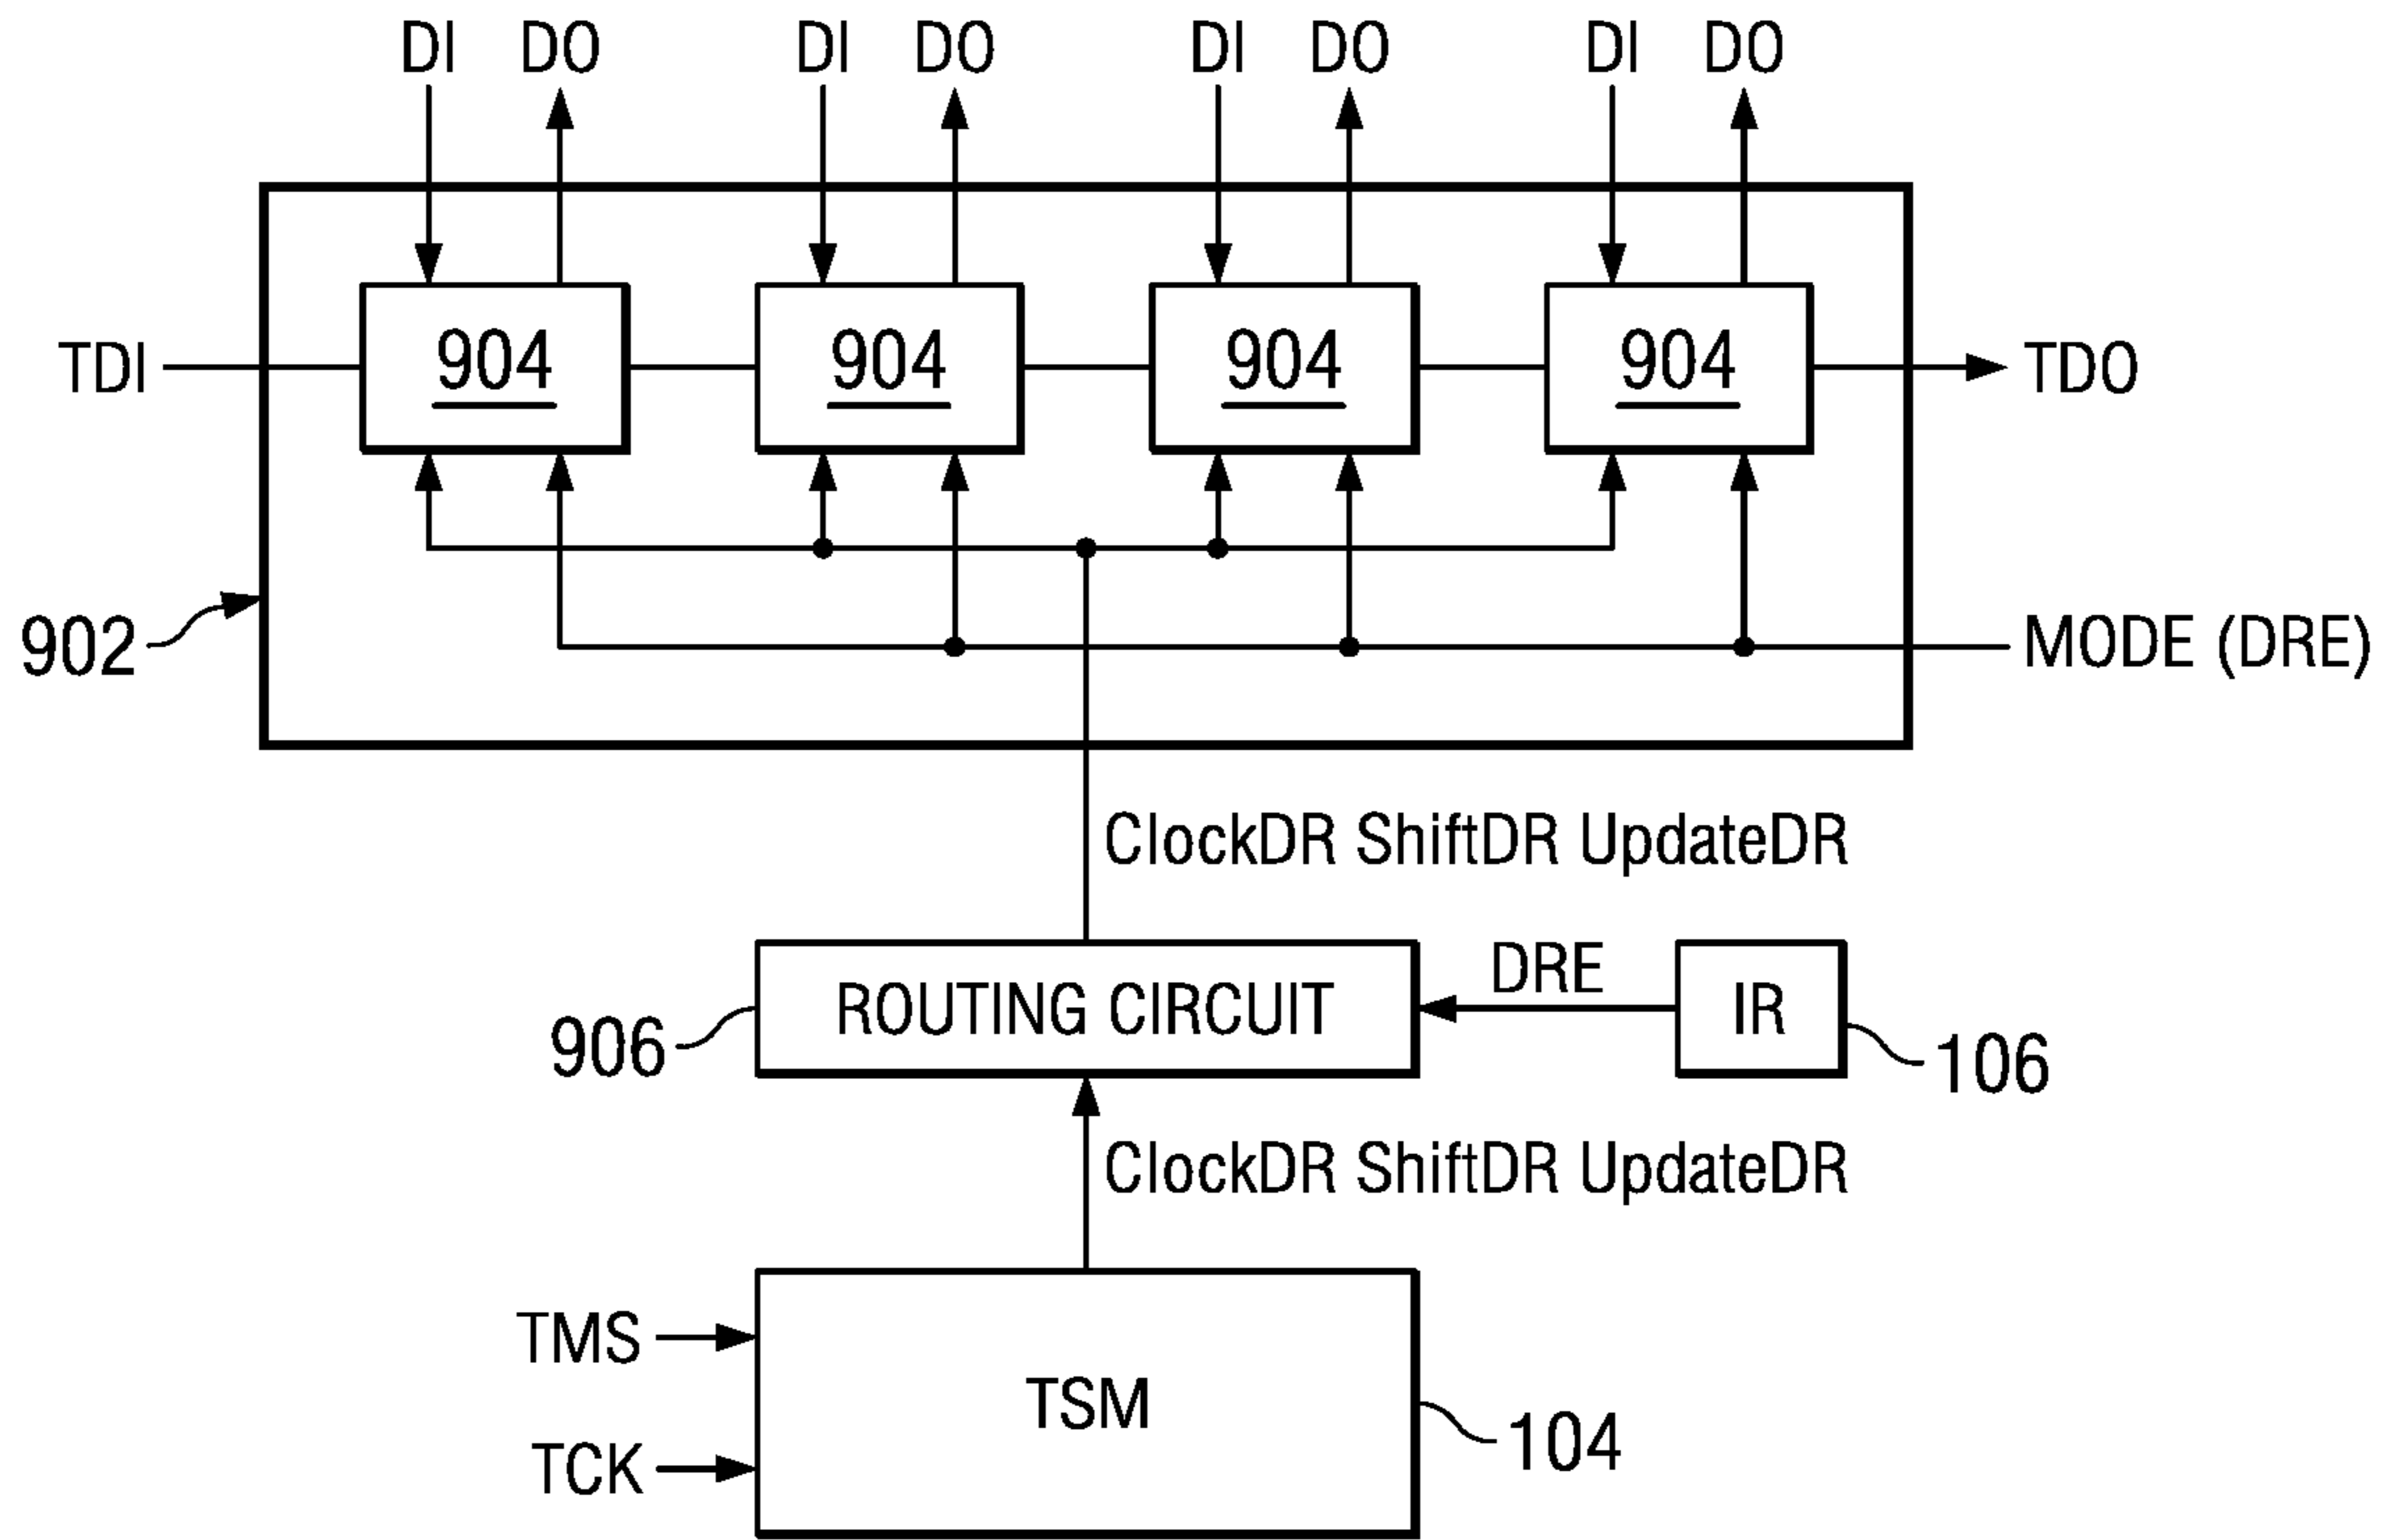 DI DO DI DO DI DO DI DO
TDI 904 904 904 904 TDO
902 MODE (DRE)
ClockDR ShiftDR UpdateDR
DRE
906 ROUTING CIRCUIT IR 106
ClockDR ShiftDR UpdateDR
TMS
TSM 104
TCK